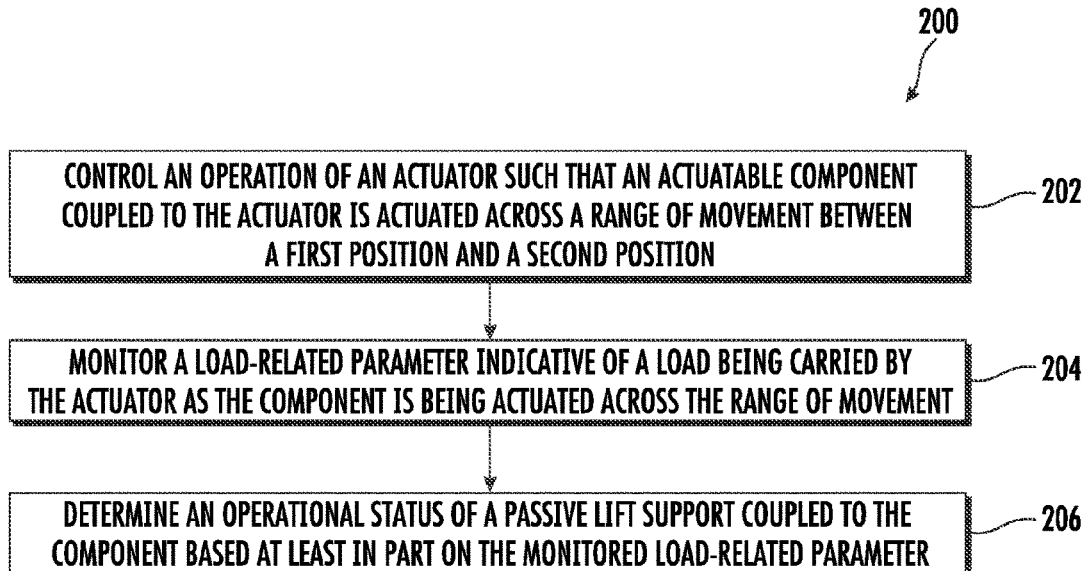 200
CONTROL AN OPERATION OF AN ACTUATOR SUCH THAT AN ACTUATABLE COMPONENT
COUPLED TO THE ACTUATOR IS ACTUATED ACROSS A RANGE OF MOVEMENT BETWEEN
A FIRST POSITION AND A SECOND POSITION
202
MONITOR A LOAD-RELATED PARAMETER INDICATIVE OF A LOAD BEING CARRIED BY
THE ACTUATOR AS THE COMPONENT IS BEING ACTUATED ACROSS THE RANGE OF MOVEMENT
204
DETERMINE AN OPERATIONAL STATUS OF A PASSIVE LIFT SUPPORT COUPLED TO THE
COMPONENT BASED AT LEAST IN PART ON THE MONITORED LOAD-RELATED PARAMETER
206